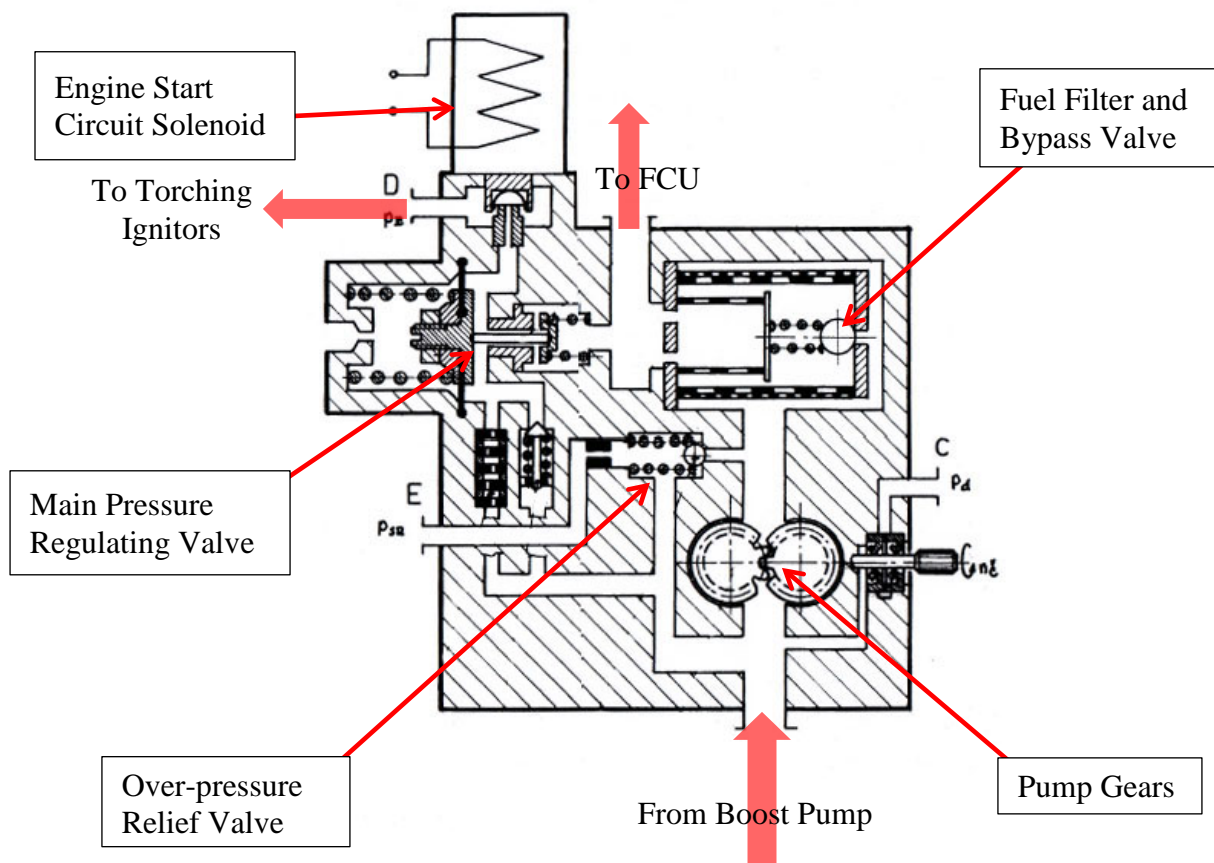 Engine Start
Circuit Solenoid
Fuel Filter and
Bypass Valve
To Torching
Ignitors
D
To FCU
Main Pressure
Regulating Valve
E
C
Over-pressure
Relief Valve
From Boost Pump
Pump Gears